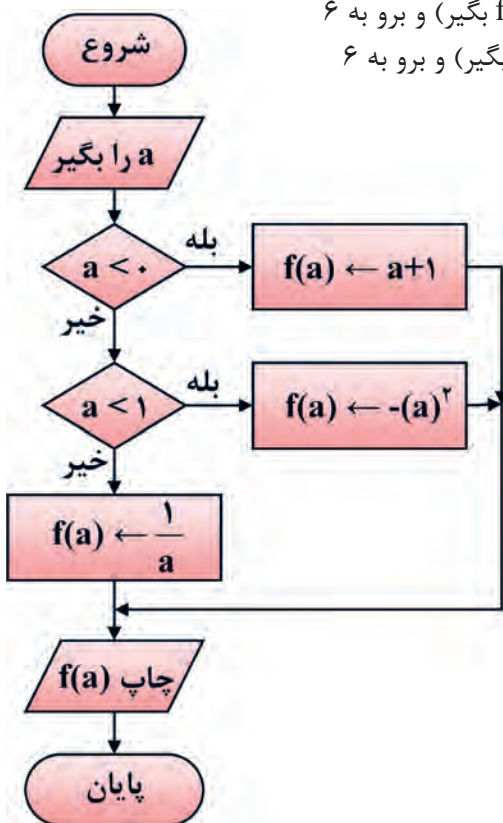 بگیر) و برو به ۶
بگیر) و برو به ۶
شروع
a را بگیر
a < ۰
بله
f(a) ← a+۱
خیر
a < ۱
بله
f(a) ← -(a)^۲
خیر
f(a) ← ۱/a
چاپ f(a)
پایان